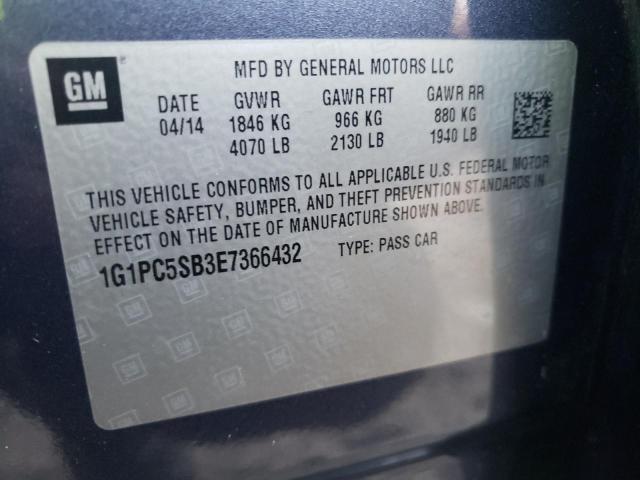 GM
MFD BY GENERAL MOTORS LLC
DATE GVWR GAWR FRT GAWR RR
04/14 1846 KG 966 KG 880 KG
4070 LB 2130 LB 1940 LB
THIS VEHICLE CONFORMS TO ALL APPLICABLE U.S. FEDERAL MOTOR
VEHICLE SAFETY, BUMPER, AND THEFT PREVENTION STANDARDS IN
EFFECT ON THE DATE OF MANUFACTURE SHOWN ABOVE.
1G1PC5SB3E7366432 TYPE: PASS CAR